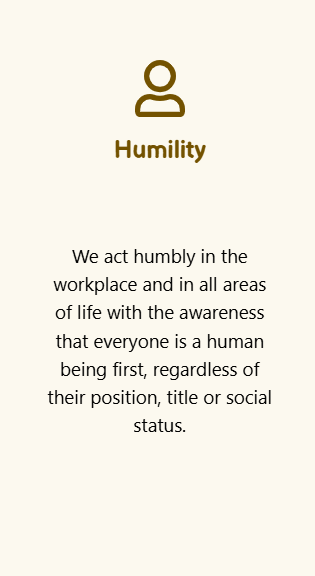 Humility
We act humbly in the
workplace and in all areas
of life with the awareness
that everyone is a human
being first, regardless of
their position, title or social
status.